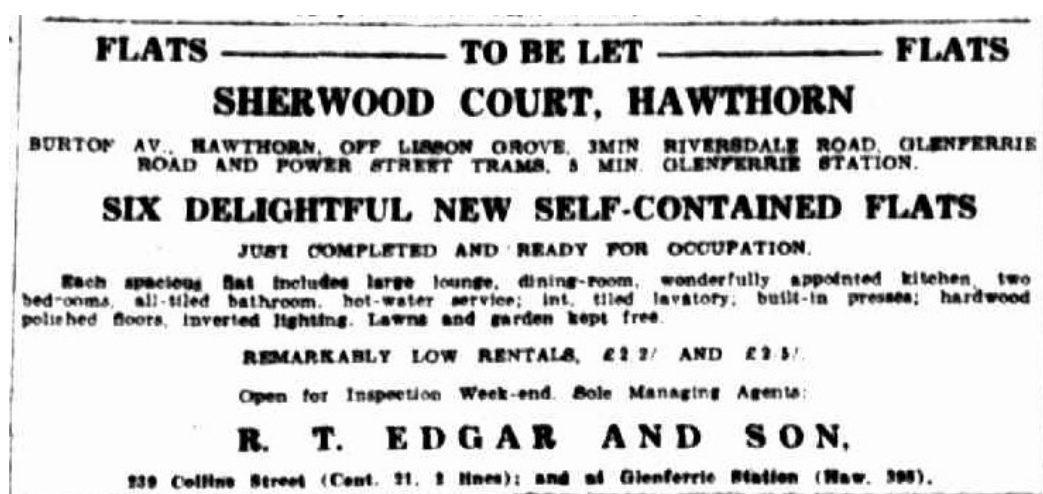 FLATS TO BE LET FLATS
SHERWOOD COURT, HAWTHORN
BURTON AV., HAWTHORN, OFF LISSON GROVE, 3MIN RIVERSDALE ROAD, GLENFERRIE
ROAD AND POWER STREET TRAMS, 5 MIN. GLENFERRIE STATION.
SIX DELIGHTFUL NEW SELF-CONTAINED FLATS
JUST COMPLETED AND READY FOR OCCUPATION.
Each spacious flat includes large lounge, dining-room, wonderfully appointed kitchen, two
bed-ooms, all-tiled bathroom, hot-water service; int. tiled lavatory; built-in presses; hardwood
polished floors, inverted lighting. Lawns and garden kept free.
REMARKABLY LOW RENTALS, £2 2/ AND £2 5/.
Open for Inspection Week-end. Sole Managing Agents:
R. T. EDGAR AND SON,
239 Collins Street (Cent. 21, 2 lines); and at Glenferrie Station (Haw. 398).